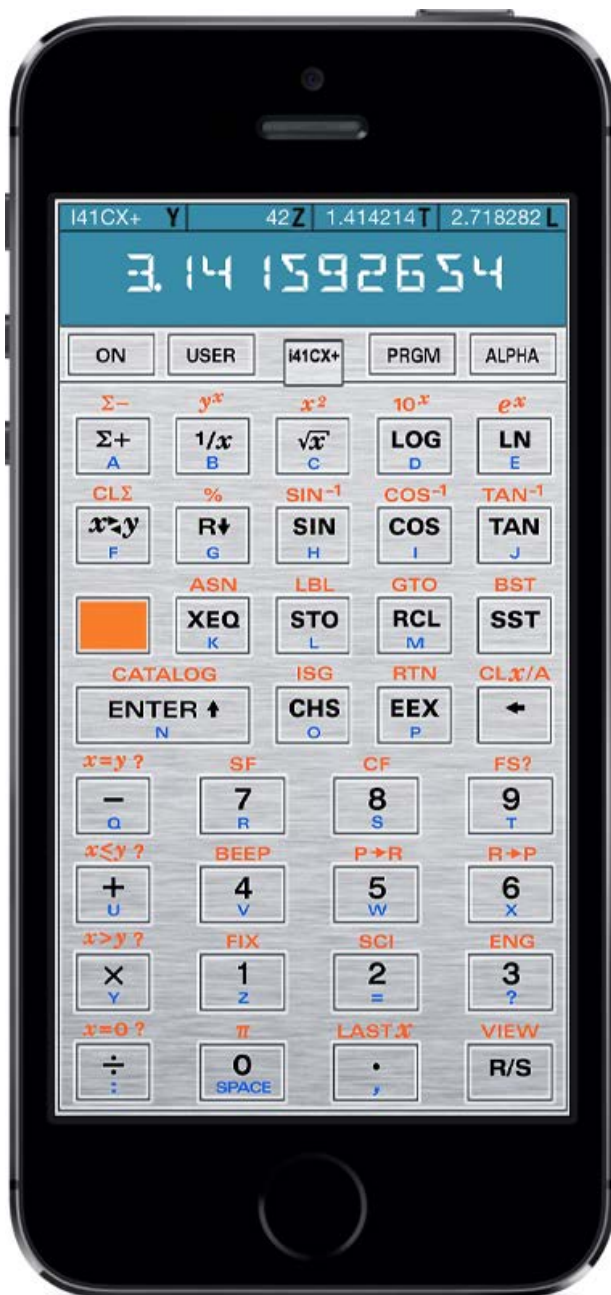 I41CX+ Y 42 Z 1.414214 T 2.718282 L
3.141592654
ON USER i41CX+ PRGM ALPHA
Σ− yˣ x² 10ˣ eˣ
Σ+ 1/x √x LOG LN
A B C D E
CLΣ % SIN⁻¹ COS⁻¹ TAN⁻¹
x≷y R↓ SIN COS TAN
F G H I J
ASN LBL GTO BST
XEQ STO RCL SST
K L M
CATALOG ISG RTN CLx/A
ENTER ↑ CHS EEX ←
N O P
x=y? SF CF FS?
− 7 8 9
Q R S T
x≤y? BEEP P→R R→P
+ 4 5 6
U V W X
x>y? FIX SCI ENG
× 1 2 3
Y Z = ?
x=0? π LASTx VIEW
÷ 0 . R/S
: SPACE ,